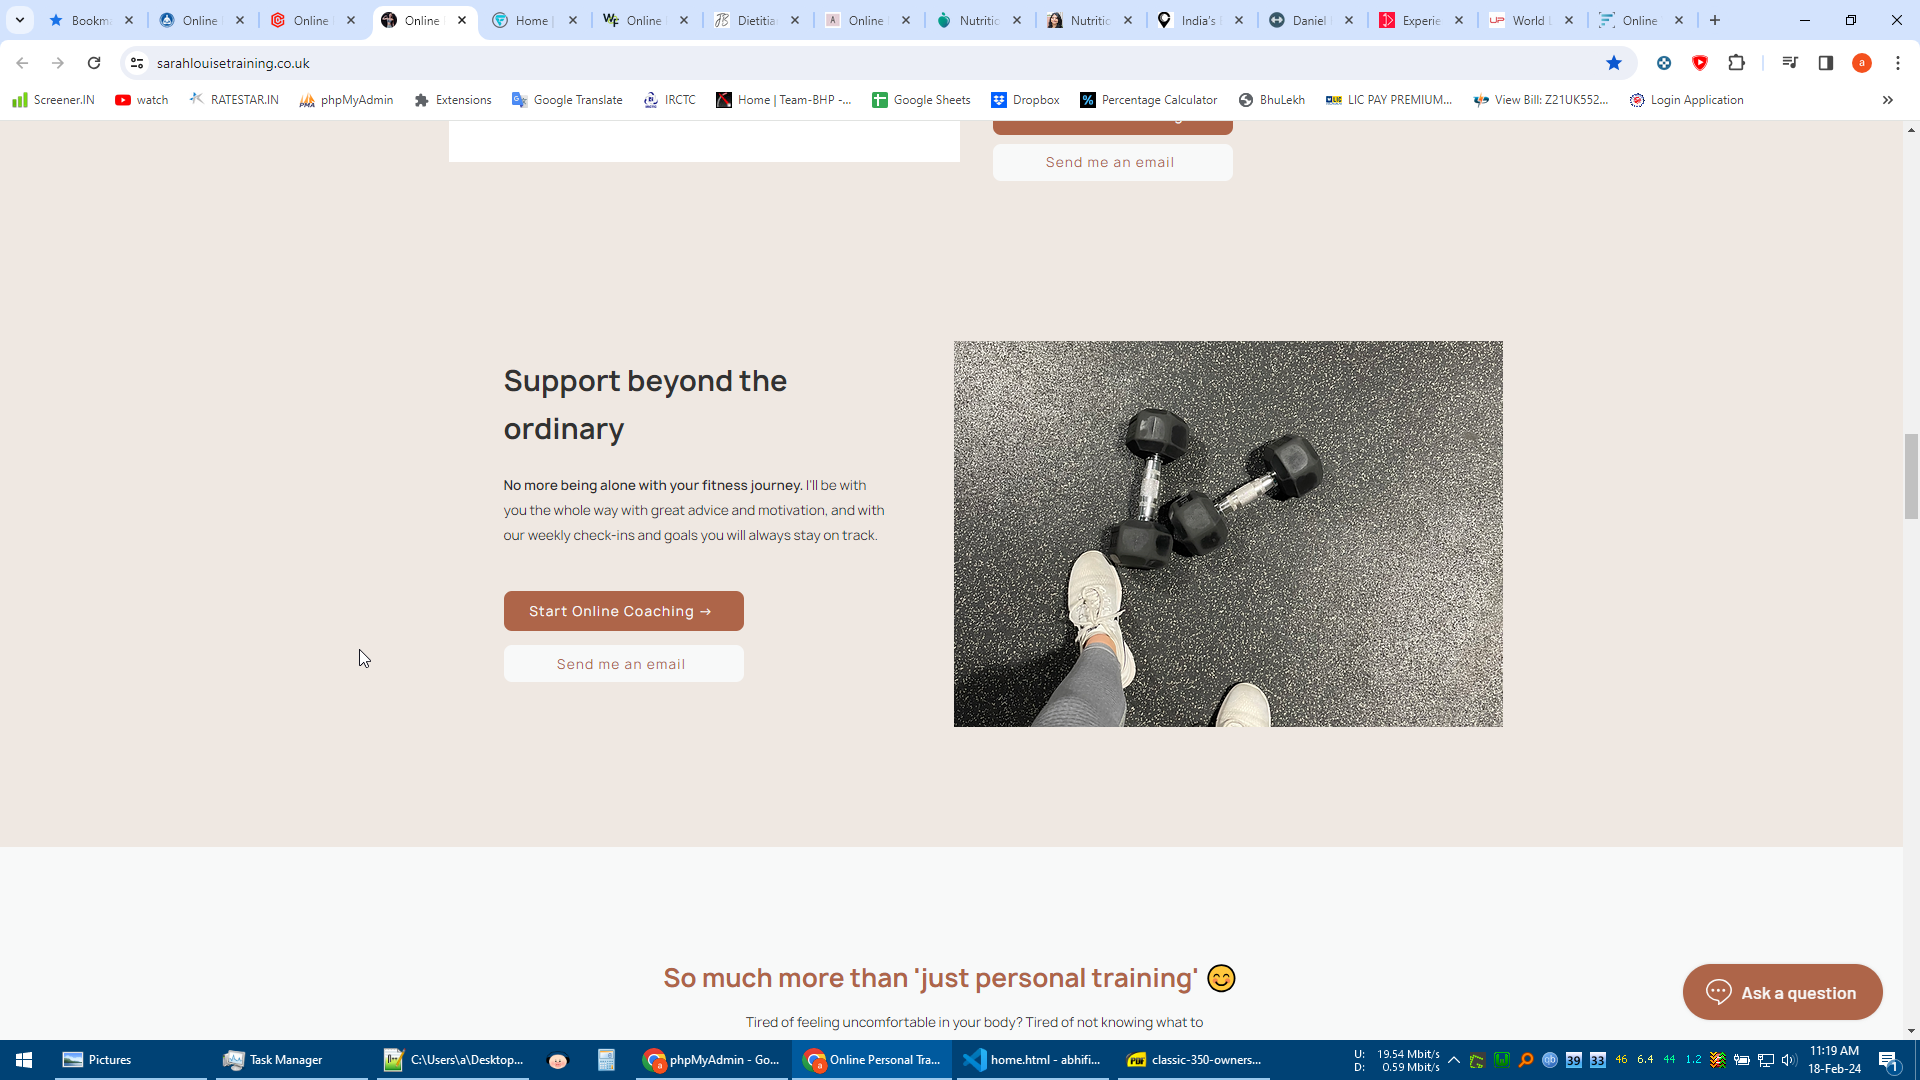 Bookma
Online
Online
Online
Home |
Online
Dietitia
Online
Nutritio
Nutritio
India's
Daniel
Experie
World
Online
sarahlouisetraining.co.uk
a
Screener.IN
watch
RATESTAR.IN
phpMyAdmin
Extensions
Google Translate
IRCTC
Home | Team-BHP -...
Google Sheets
Dropbox
Percentage Calculator
BhuLekh
LIC PAY PREMIUM...
View Bill: Z21UK552...
Login Application
Send me an email
Support beyond the
ordinary
No more being alone with your fitness journey. I'll be with
you the whole way with great advice and motivation, and with
our weekly check-ins and goals you will always stay on track.
Start Online Coaching →
Send me an email
So much more than 'just personal training' 😊
Tired of feeling uncomfortable in your body? Tired of not knowing what to
Ask a question
Pictures
Task Manager
C:\Users\a\Desktop...
phpMyAdmin - Go...
Online Personal Tra...
home.html - abhifi...
classic-350-owners...
U: 19.54 Mbit/s
D: 0.59 Mbit/s
39
33
46
6.4
44
1.2
11:19 AM
18-Feb-24
1